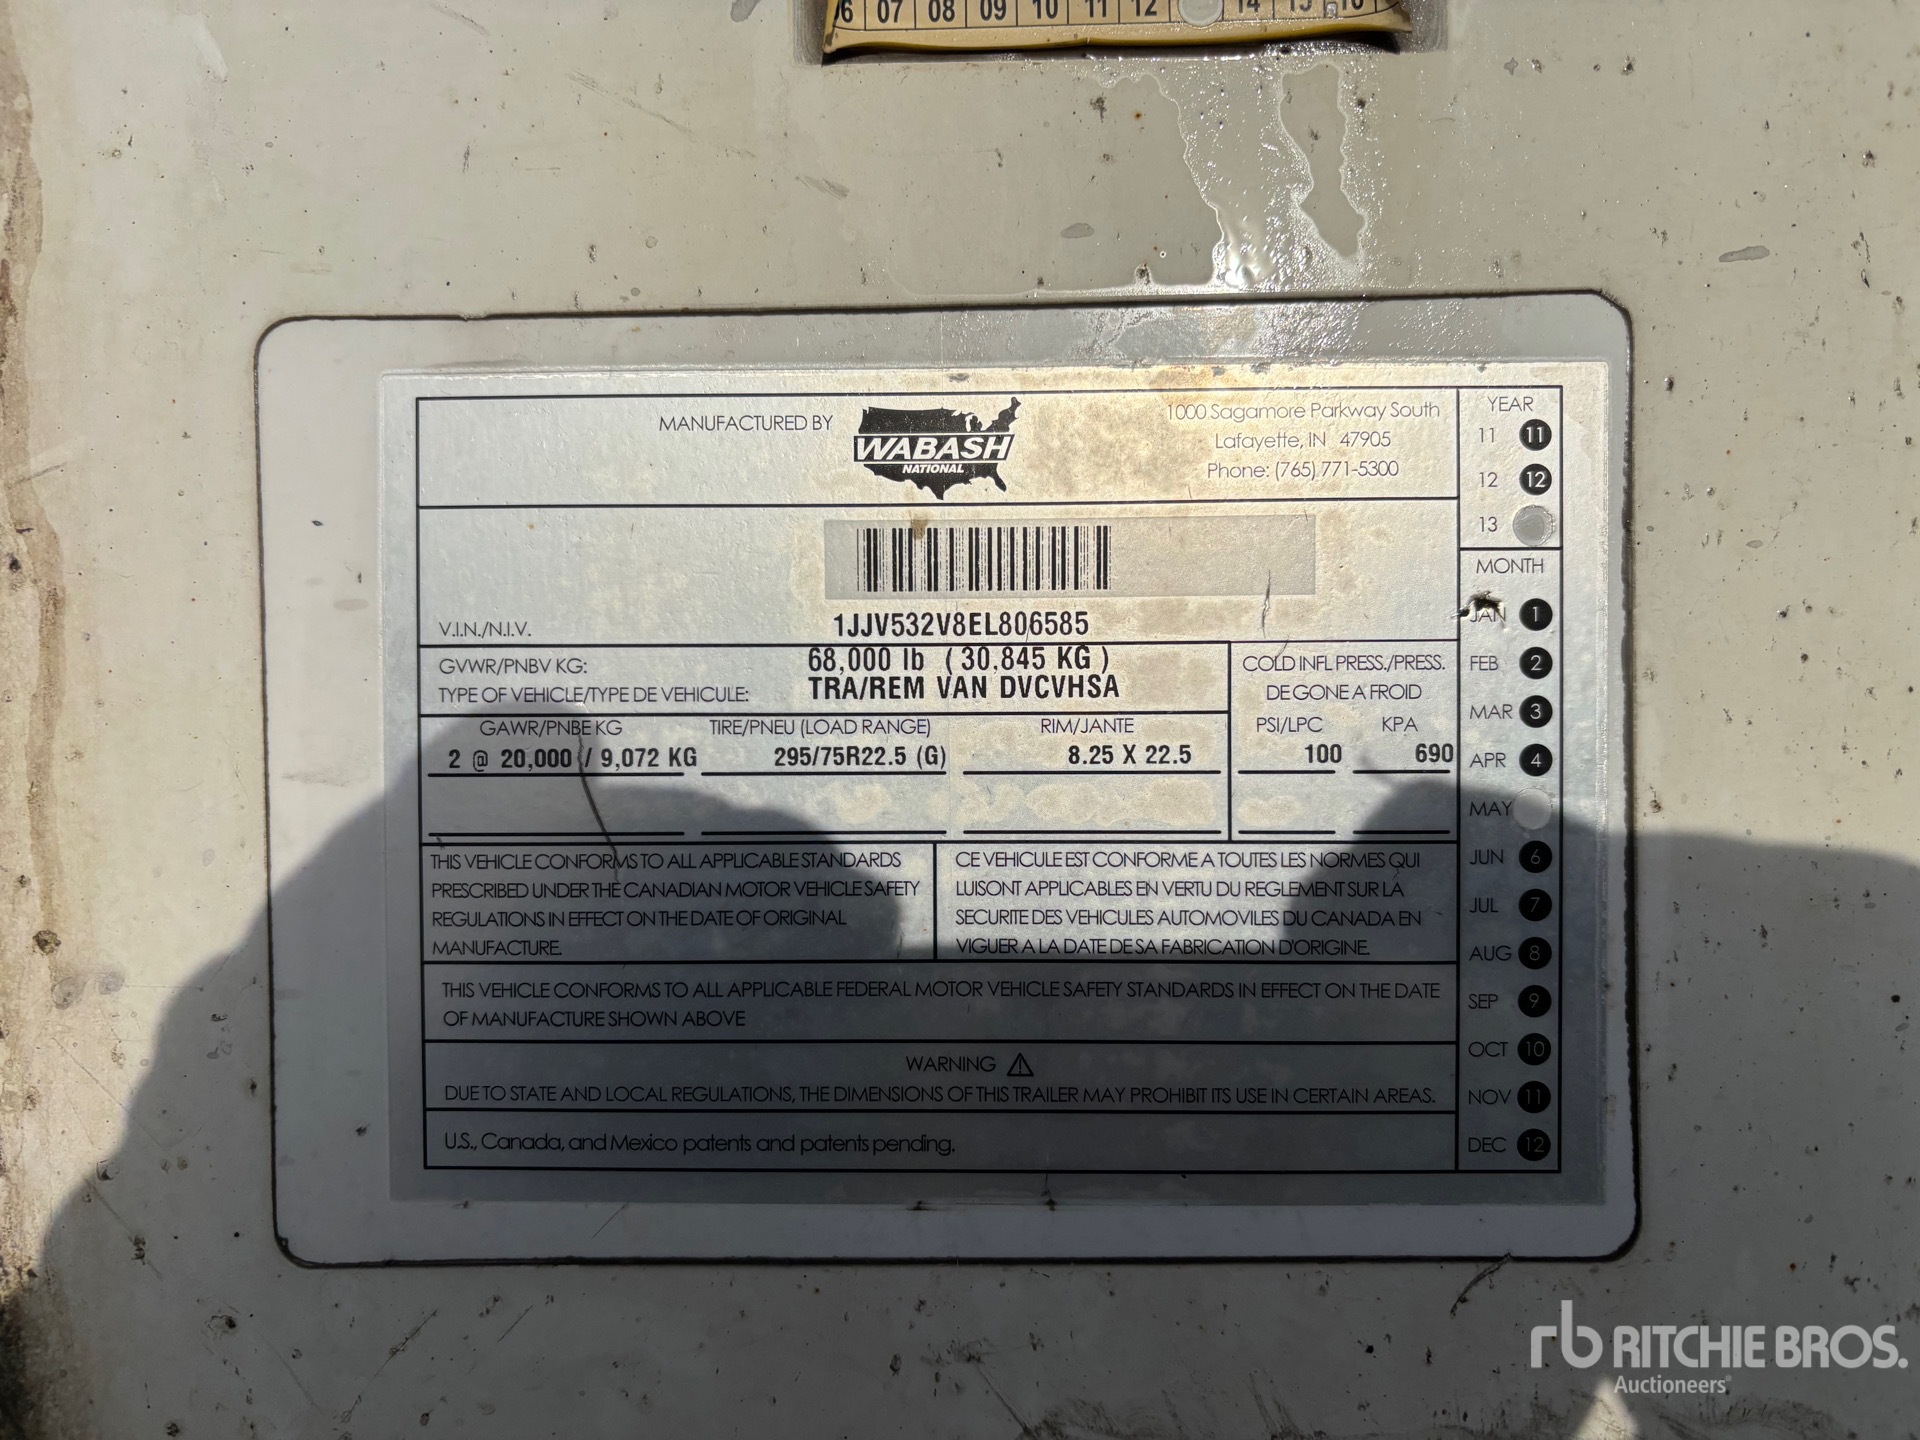 06 07 08 09 10 11 12 14 15 16
MANUFACTURED BY
WABASH
NATIONAL
1000 Sagamore Parkway South
Lafayette, IN 47905
Phone: (765) 771-5300
YEAR
11 11
12 12
13
V.I.N./N.I.V. 1JJV532V8EL806585
GVWR/PNBV KG: 68,000 lb ( 30,845 KG )
TYPE OF VEHICLE/TYPE DE VEHICULE: TRA/REM VAN DVCVHSA
COLD INFL PRESS./PRESS.
DE GONE A FROID
GAWR/PNBE KG TIRE/PNEU (LOAD RANGE) RIM/JANTE PSI/LPC KPA
2 @ 20,000 / 9,072 KG 295/75R22.5 (G) 8.25 X 22.5 100 690
THIS VEHICLE CONFORMS TO ALL APPLICABLE STANDARDS
PRESCRIBED UNDER THE CANADIAN MOTOR VEHICLE SAFETY
REGULATIONS IN EFFECT ON THE DATE OF ORIGINAL
MANUFACTURE.
CE VEHICULE EST CONFORME A TOUTES LES NORMES QUI
LUI SONT APPLICABLES EN VERTU DU REGLEMENT SUR LA
SECURITE DES VEHICULES AUTOMOVILES DU CANADA EN
VIGUER A LA DATE DE SA FABRICATION D'ORIGINE.
THIS VEHICLE CONFORMS TO ALL APPLICABLE FEDERAL MOTOR VEHICLE SAFETY STANDARDS IN EFFECT ON THE DATE
OF MANUFACTURE SHOWN ABOVE
WARNING
DUE TO STATE AND LOCAL REGULATIONS, THE DIMENSIONS OF THIS TRAILER MAY PROHIBIT ITS USE IN CERTAIN AREAS.
U.S., Canada, and Mexico patents and patents pending.
MONTH
JAN 1
FEB 2
MAR 3
APR 4
MAY
JUN 6
JUL 7
AUG 8
SEP 9
OCT 10
NOV 11
DEC 12
rb RITCHIE BROS.
Auctioneers